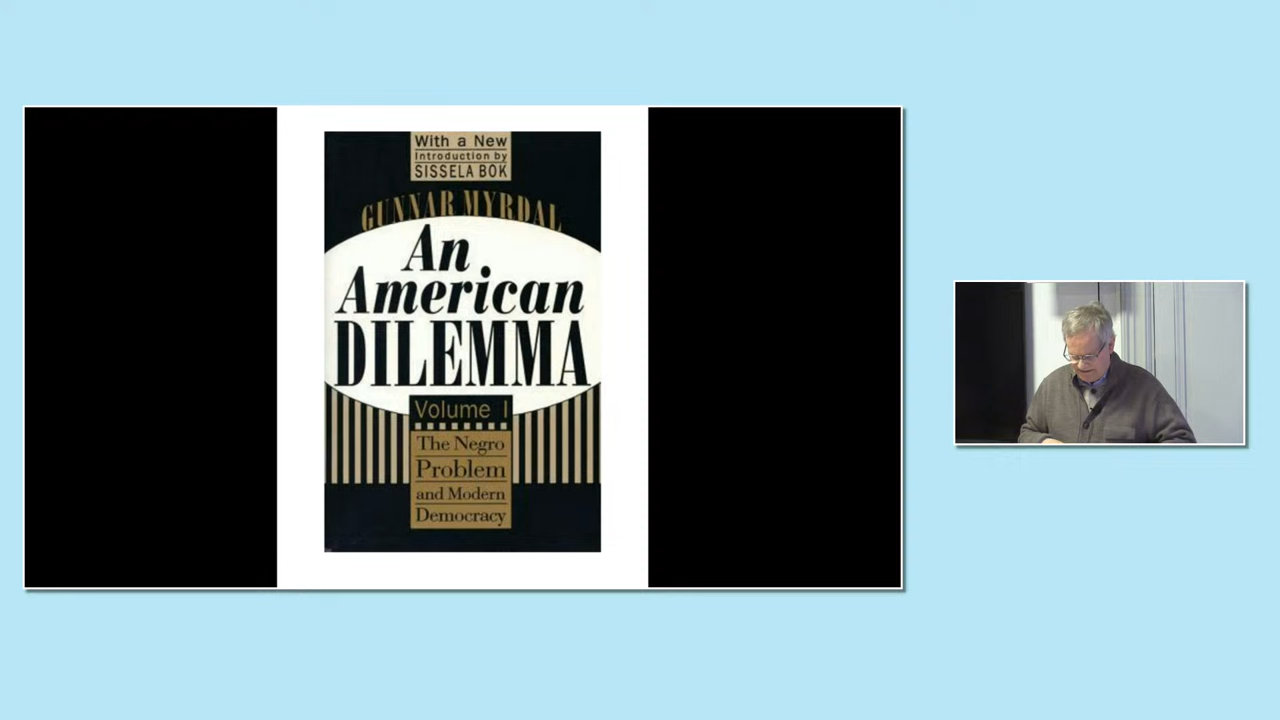 With a New
Introduction by
SISSELA BOK
GUNNAR MYRDAL
An
American
DILEMMA
Volume I
The Negro
Problem
and Modern
Democracy